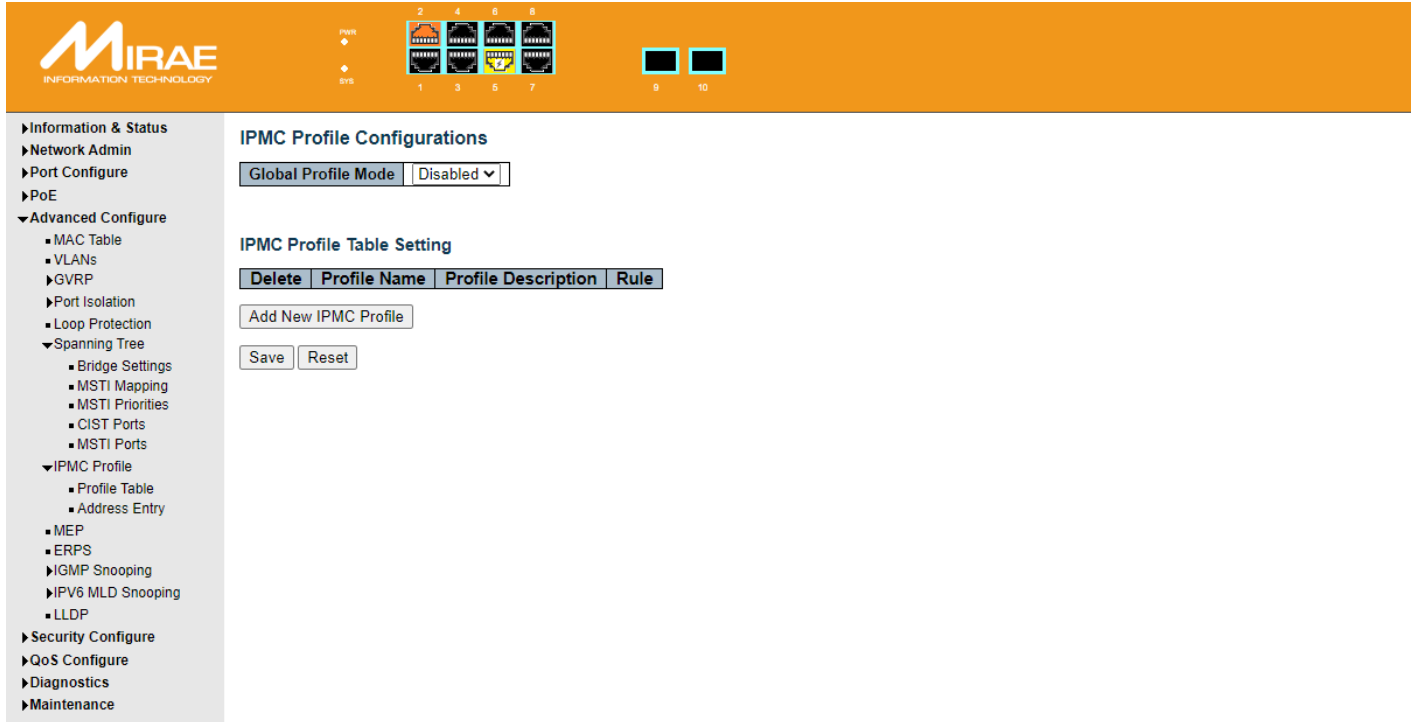 MIRAE
INFORMATION TECHNOLOGY
PWR
SYS
2 4 6 8
1 3 5 7
9 10
Information & Status
Network Admin
Port Configure
PoE
Advanced Configure
MAC Table
VLANs
GVRP
Port Isolation
Loop Protection
Spanning Tree
Bridge Settings
MSTI Mapping
MSTI Priorities
CIST Ports
MSTI Ports
IPMC Profile
Profile Table
Address Entry
MEP
ERPS
IGMP Snooping
IPV6 MLD Snooping
LLDP
Security Configure
QoS Configure
Diagnostics
Maintenance
IPMC Profile Configurations
Global Profile Mode Disabled
IPMC Profile Table Setting
Delete Profile Name Profile Description Rule
Add New IPMC Profile
Save Reset